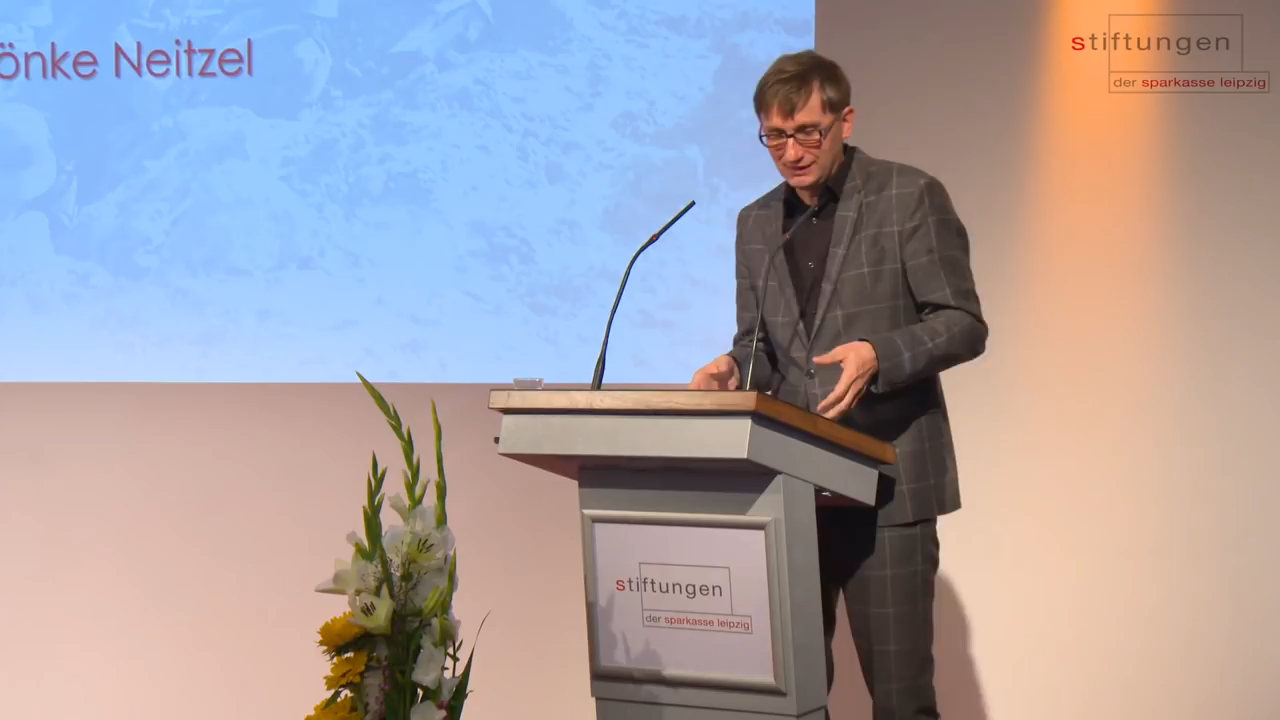 önke Neitzel
stiftungen
der sparkasse leipzig
stiftungen
der sparkasse leipzig